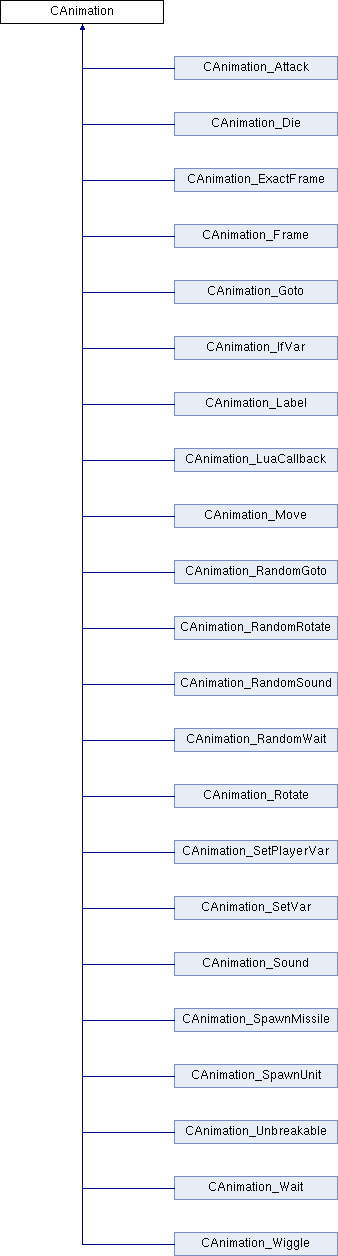 CAnimation
CAnimation_Attack
CAnimation_Die
CAnimation_ExactFrame
CAnimation_Frame
CAnimation_Goto
CAnimation_IfVar
CAnimation_Label
CAnimation_LuaCallback
CAnimation_Move
CAnimation_RandomGoto
CAnimation_RandomRotate
CAnimation_RandomSound
CAnimation_RandomWait
CAnimation_Rotate
CAnimation_SetPlayerVar
CAnimation_SetVar
CAnimation_Sound
CAnimation_SpawnMissile
CAnimation_SpawnUnit
CAnimation_Unbreakable
CAnimation_Wait
CAnimation_Wiggle